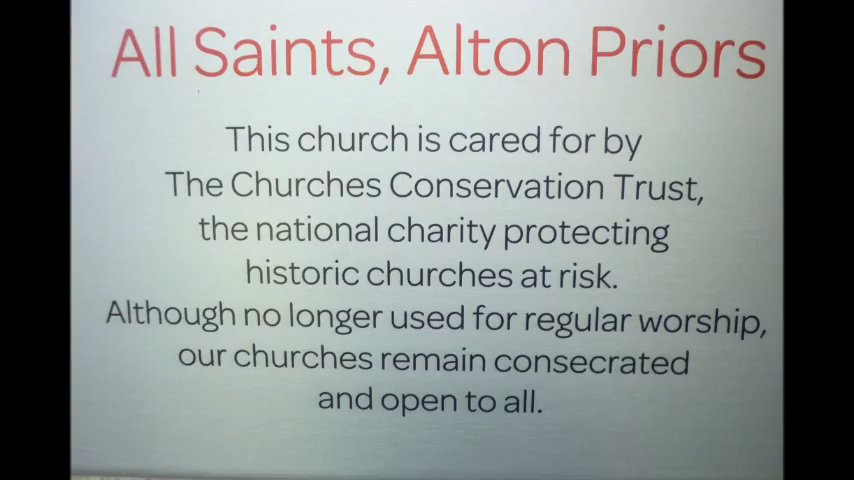 All Saints, Alton Priors
This church is cared for by
The Churches Conservation Trust,
the national charity protecting
historic churches at risk.
Although no longer used for regular worship,
our churches remain consecrated
and open to all.